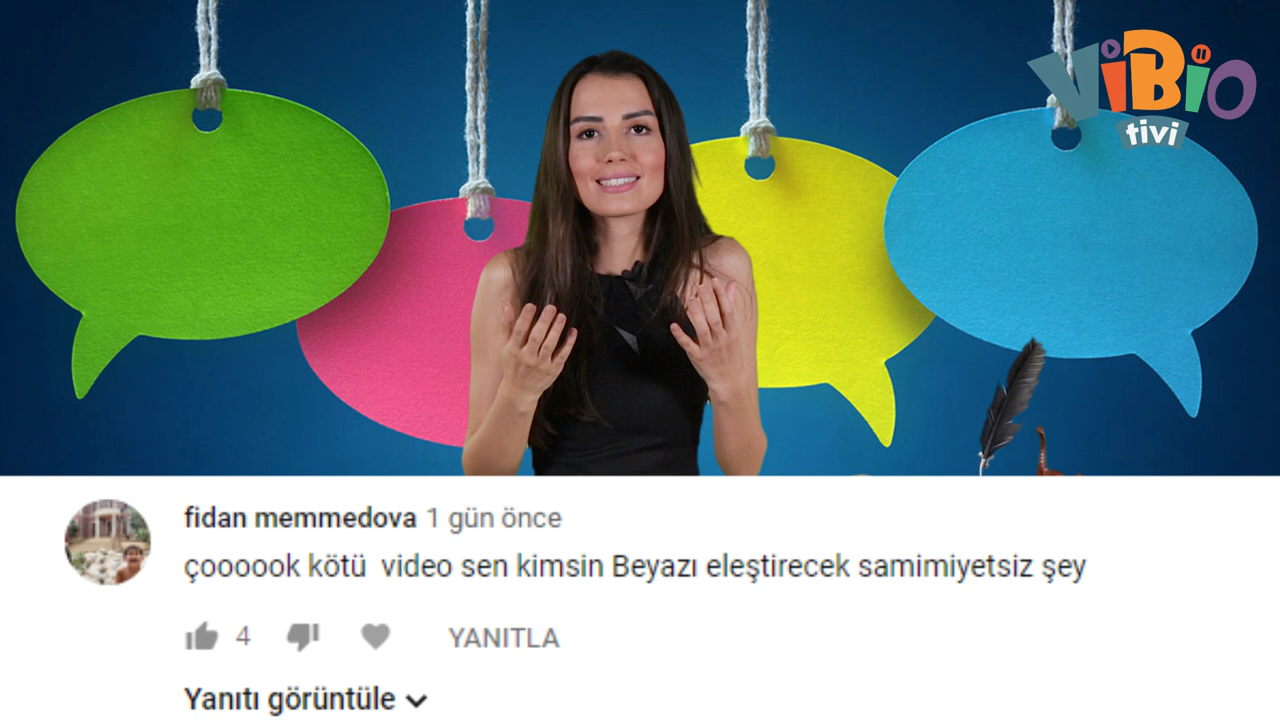 ViBiO
tivi
fidan memmedova 1 gün önce
çoooook kötü video sen kimsin Beyazı eleştirecek samimiyetsiz şey
4
YANITLA
Yanıtı görüntüle